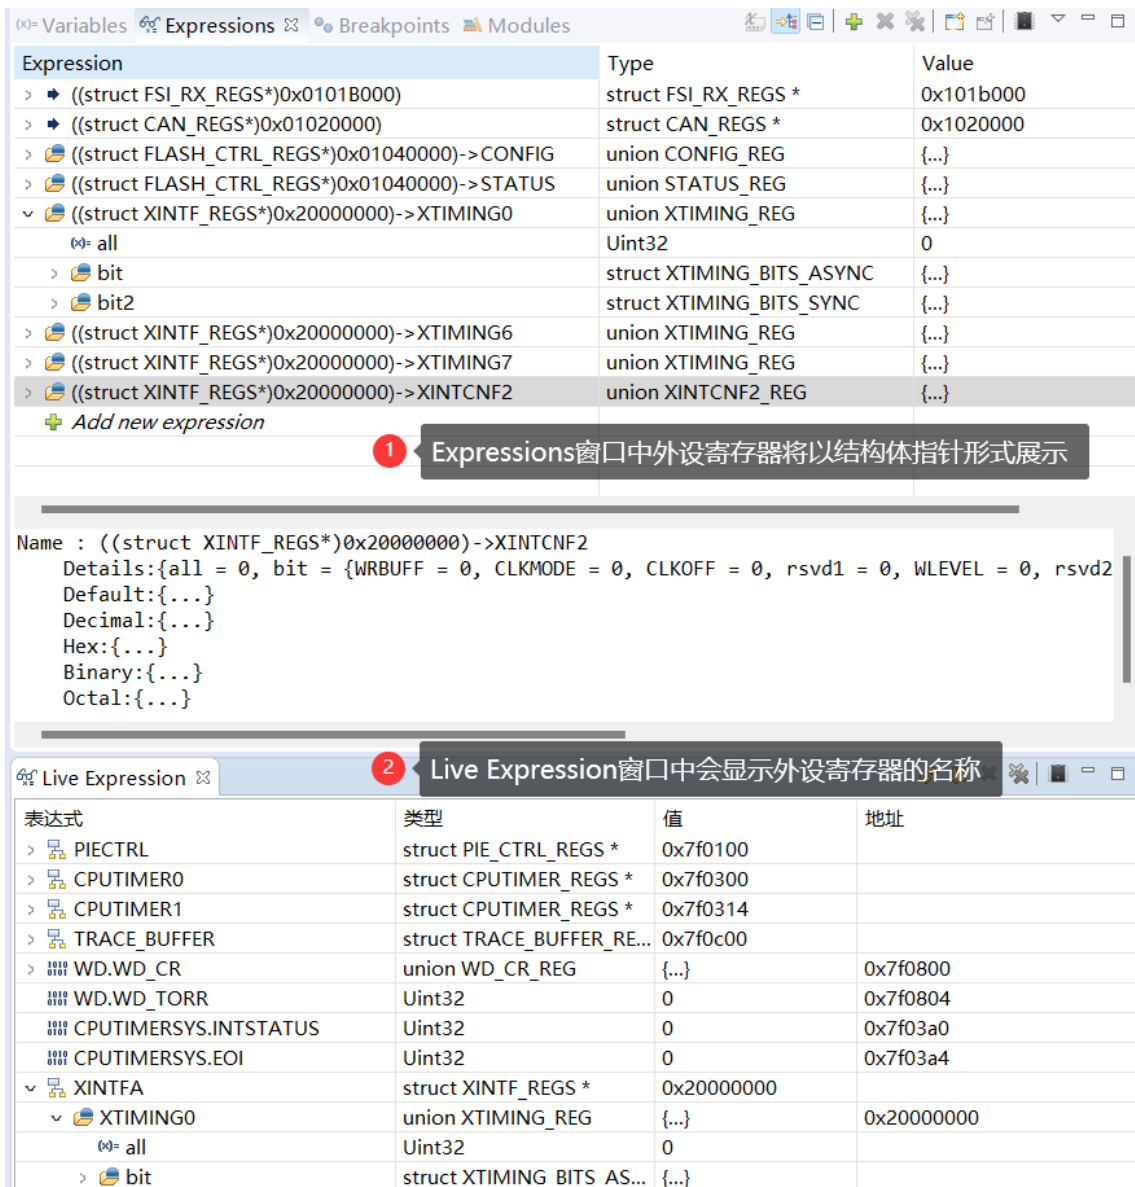 (x)= Variables Expressions Breakpoints Modules
Expression Type Value
((struct FSI_RX_REGS*)0x0101B000) struct FSI_RX_REGS * 0x101b000
((struct CAN_REGS*)0x01020000) struct CAN_REGS * 0x1020000
((struct FLASH_CTRL_REGS*)0x01040000)->CONFIG union CONFIG_REG {...}
((struct FLASH_CTRL_REGS*)0x01040000)->STATUS union STATUS_REG {...}
((struct XINTF_REGS*)0x20000000)->XTIMING0 union XTIMING_REG {...}
(x)= all Uint32 0
bit struct XTIMING_BITS_ASYNC {...}
bit2 struct XTIMING_BITS_SYNC {...}
((struct XINTF_REGS*)0x20000000)->XTIMING6 union XTIMING_REG {...}
((struct XINTF_REGS*)0x20000000)->XTIMING7 union XTIMING_REG {...}
((struct XINTF_REGS*)0x20000000)->XINTCNF2 union XINTCNF2_REG {...}
Add new expression
1 Expressions窗口中外设寄存器将以结构体指针形式展示
Name : ((struct XINTF_REGS*)0x20000000)->XINTCNF2
Details:{all = 0, bit = {WRBUFF = 0, CLKMODE = 0, CLKOFF = 0, rsvd1 = 0, WLEVEL = 0, rsvd2
Default:{...}
Decimal:{...}
Hex:{...}
Binary:{...}
Octal:{...}
2 Live Expression窗口中会显示外设寄存器的名称
Live Expression
表达式 类型 值 地址
PIECTRL struct PIE_CTRL_REGS * 0x7f0100
CPUTIMER0 struct CPUTIMER_REGS * 0x7f0300
CPUTIMER1 struct CPUTIMER_REGS * 0x7f0314
TRACE_BUFFER struct TRACE_BUFFER_RE... 0x7f0c00
WD.WD_CR union WD_CR_REG {...} 0x7f0800
WD.WD_TORR Uint32 0 0x7f0804
CPUTIMERSYS.INTSTATUS Uint32 0 0x7f03a0
CPUTIMERSYS.EOI Uint32 0 0x7f03a4
XINTFA struct XINTF_REGS * 0x20000000
XTIMING0 union XTIMING_REG {...} 0x20000000
(x)= all Uint32 0
bit struct XTIMING_BITS_AS... {...}